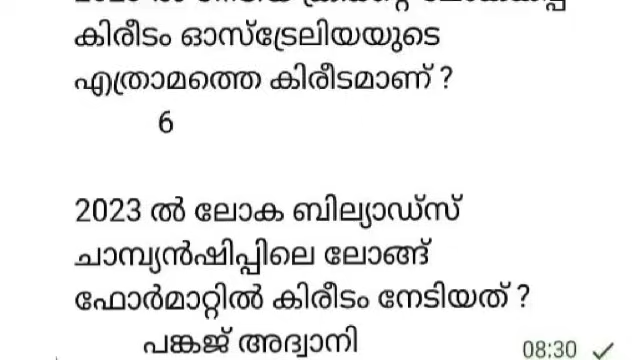 കിരീടം ഓസ്ട്രേലിയയുടെ
എത്രാമത്തെ കിരീടമാണ് ?
6
2023 ൽ ലോക ബില്യാഡ്സ്
ചാമ്പ്യൻഷിപ്പിലെ ലോങ്ങ്
ഫോർമാറ്റിൽ കിരീടം നേടിയത് ?
പങ്കജ് അദ്വാനി
08:30